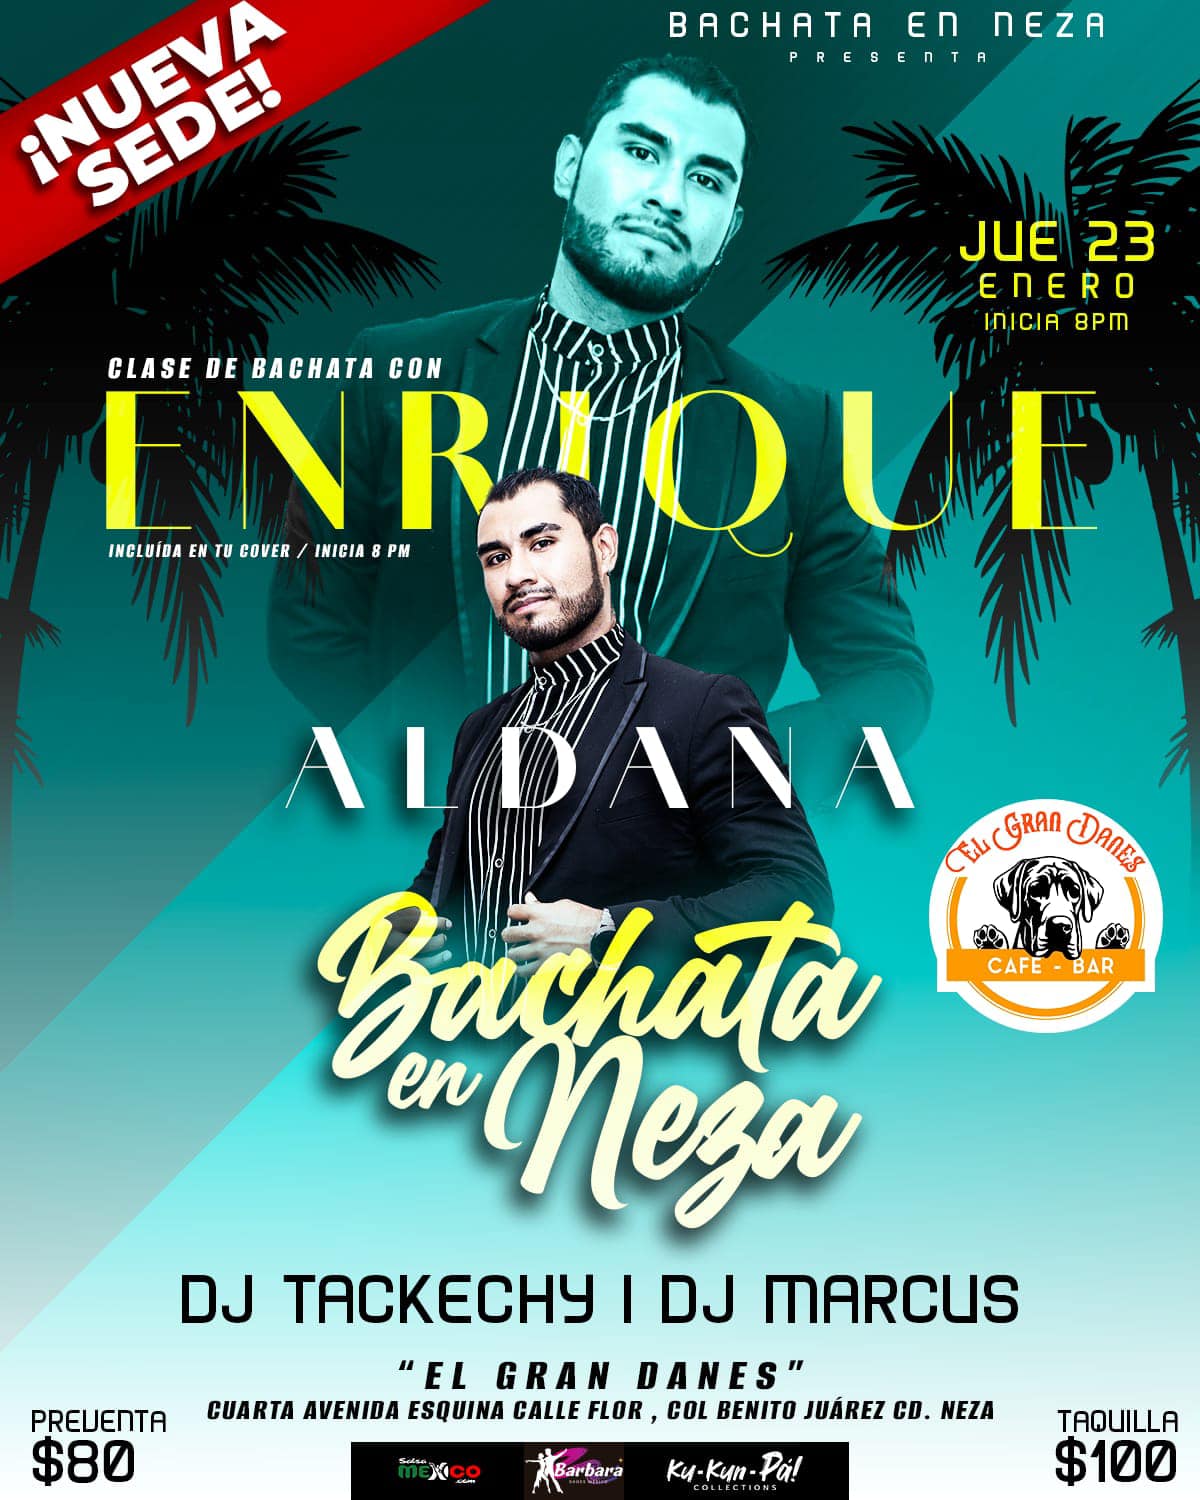 ¡NUEVA
SEDE!
BACHATA EN NEZA
PRESENTA
JUE 23
ENERO
INICIA 8PM
CLASE DE BACHATA CON
ENRIQUE
INCLUÍDA EN TU COVER / INICIA 8 PM
ALDANA
EL GRAN DANES
CAFE - BAR
Bachata
en Neza
DJ TACKECHY | DJ MARCUS
“EL GRAN DANES”
CUARTA AVENIDA ESQUINA CALLE FLOR , COL BENITO JUÁREZ CD. NEZA
PREVENTA
$80
TAQUILLA
$100
Salsa
MEXICO
.com
Barbara
Ku-Kun-Pá!
COLLECTIONS